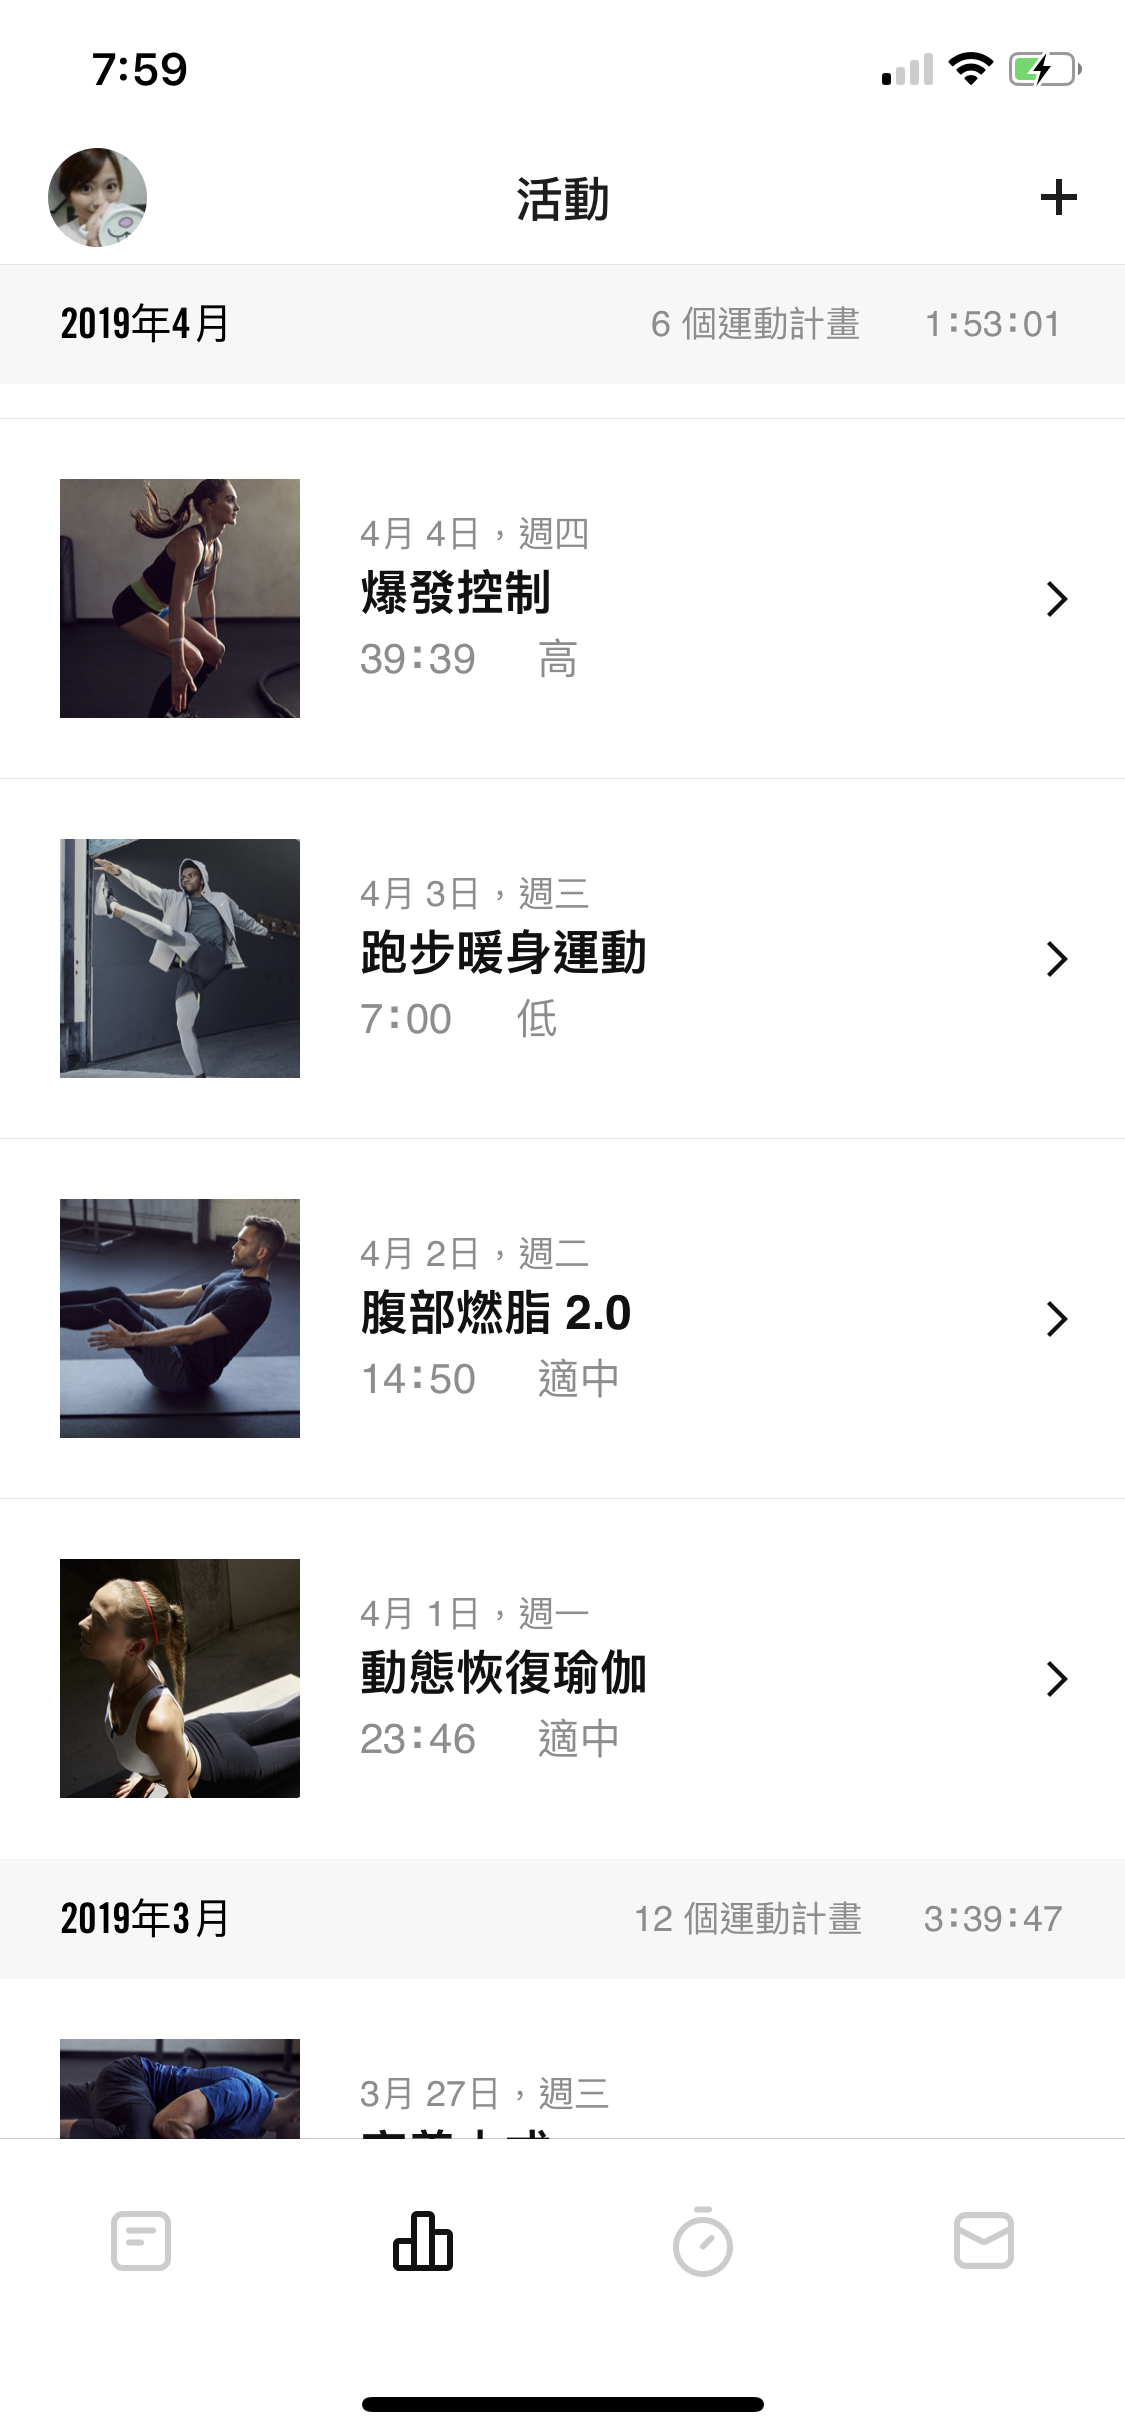 7:59
活動
2019年4月 6 個運動計畫 1:53:01
4月 4日，週四
爆發控制
39:39 高
4月 3日，週三
跑步暖身運動
7:00 低
4月 2日，週二
腹部燃脂 2.0
14:50 適中
4月 1日，週一
動態恢復瑜伽
23:46 適中
2019年3月 12 個運動計畫 3:39:47
3月 27日，週三